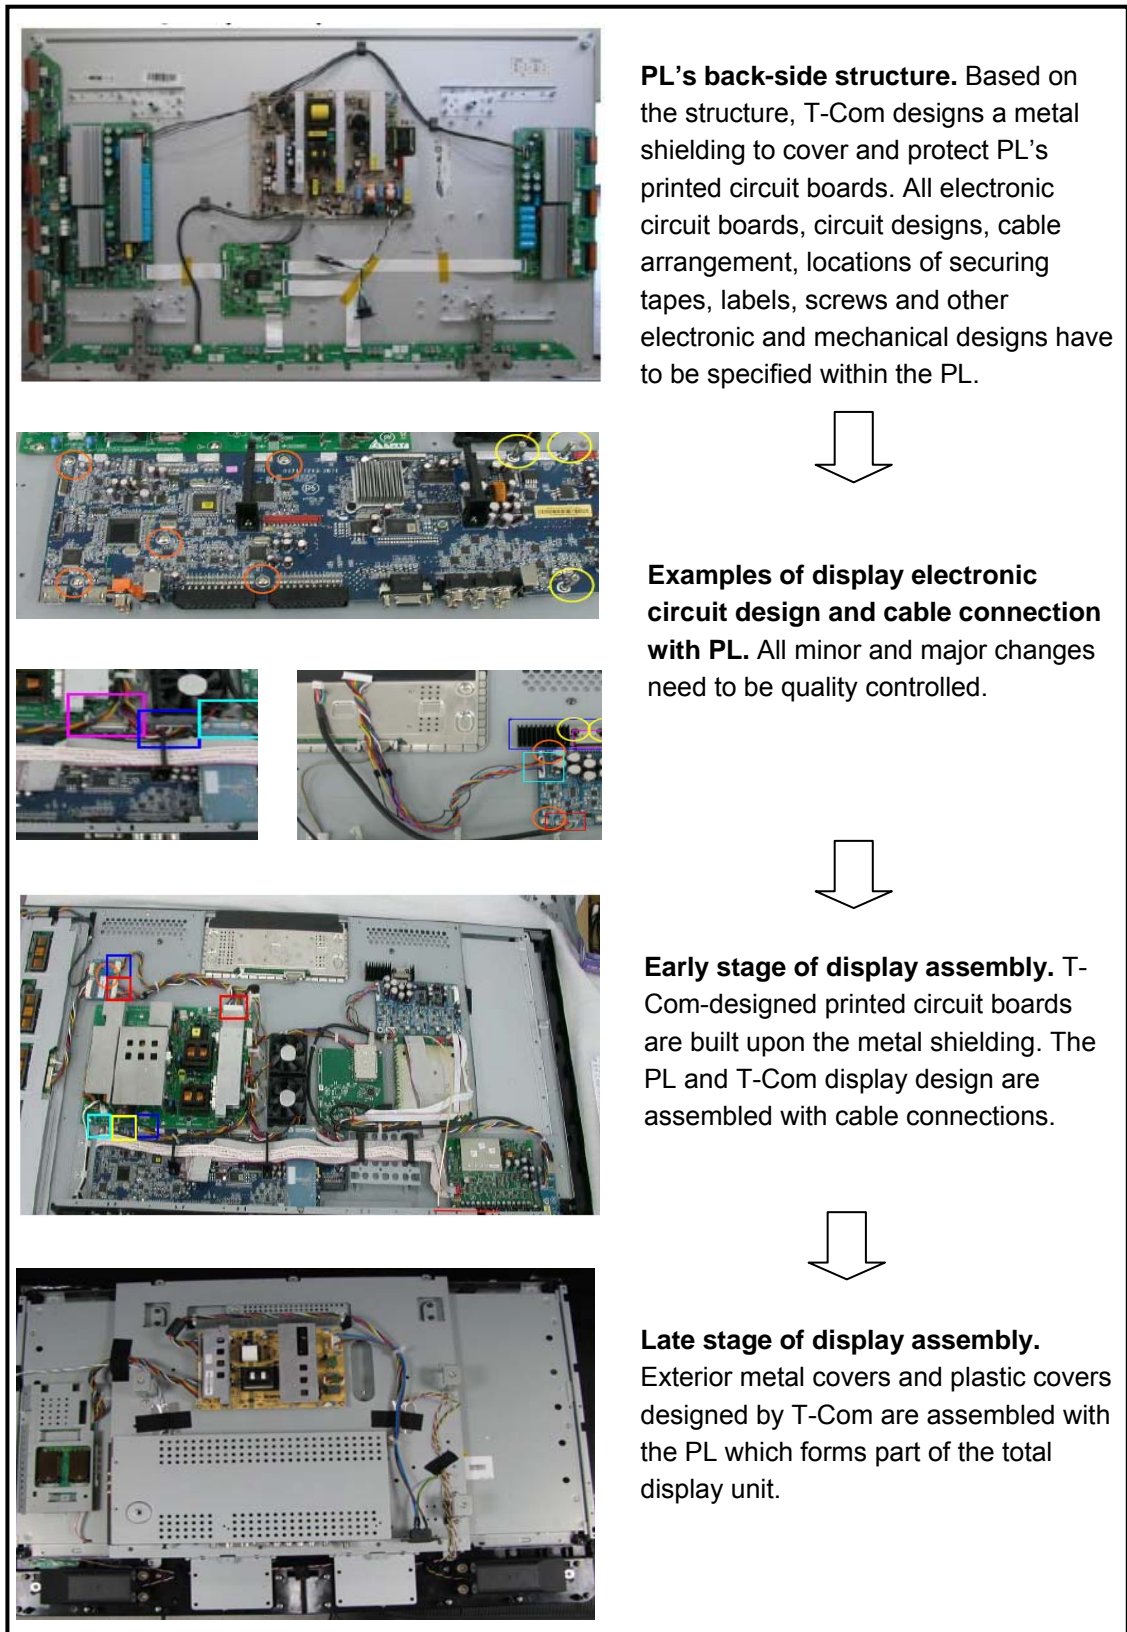 PL's back-side structure. Based on
the structure, T-Com designs a metal
shielding to cover and protect PL's
printed circuit boards. All electronic
circuit boards, circuit designs, cable
arrangement, locations of securing
tapes, labels, screws and other
electronic and mechanical designs have
to be specified within the PL.
Examples of display electronic
circuit design and cable connection
with PL. All minor and major changes
need to be quality controlled.
Early stage of display assembly. T-
Com-designed printed circuit boards
are built upon the metal shielding. The
PL and T-Com display design are
assembled with cable connections.
Late stage of display assembly.
Exterior metal covers and plastic covers
designed by T-Com are assembled with
the PL which forms part of the total
display unit.